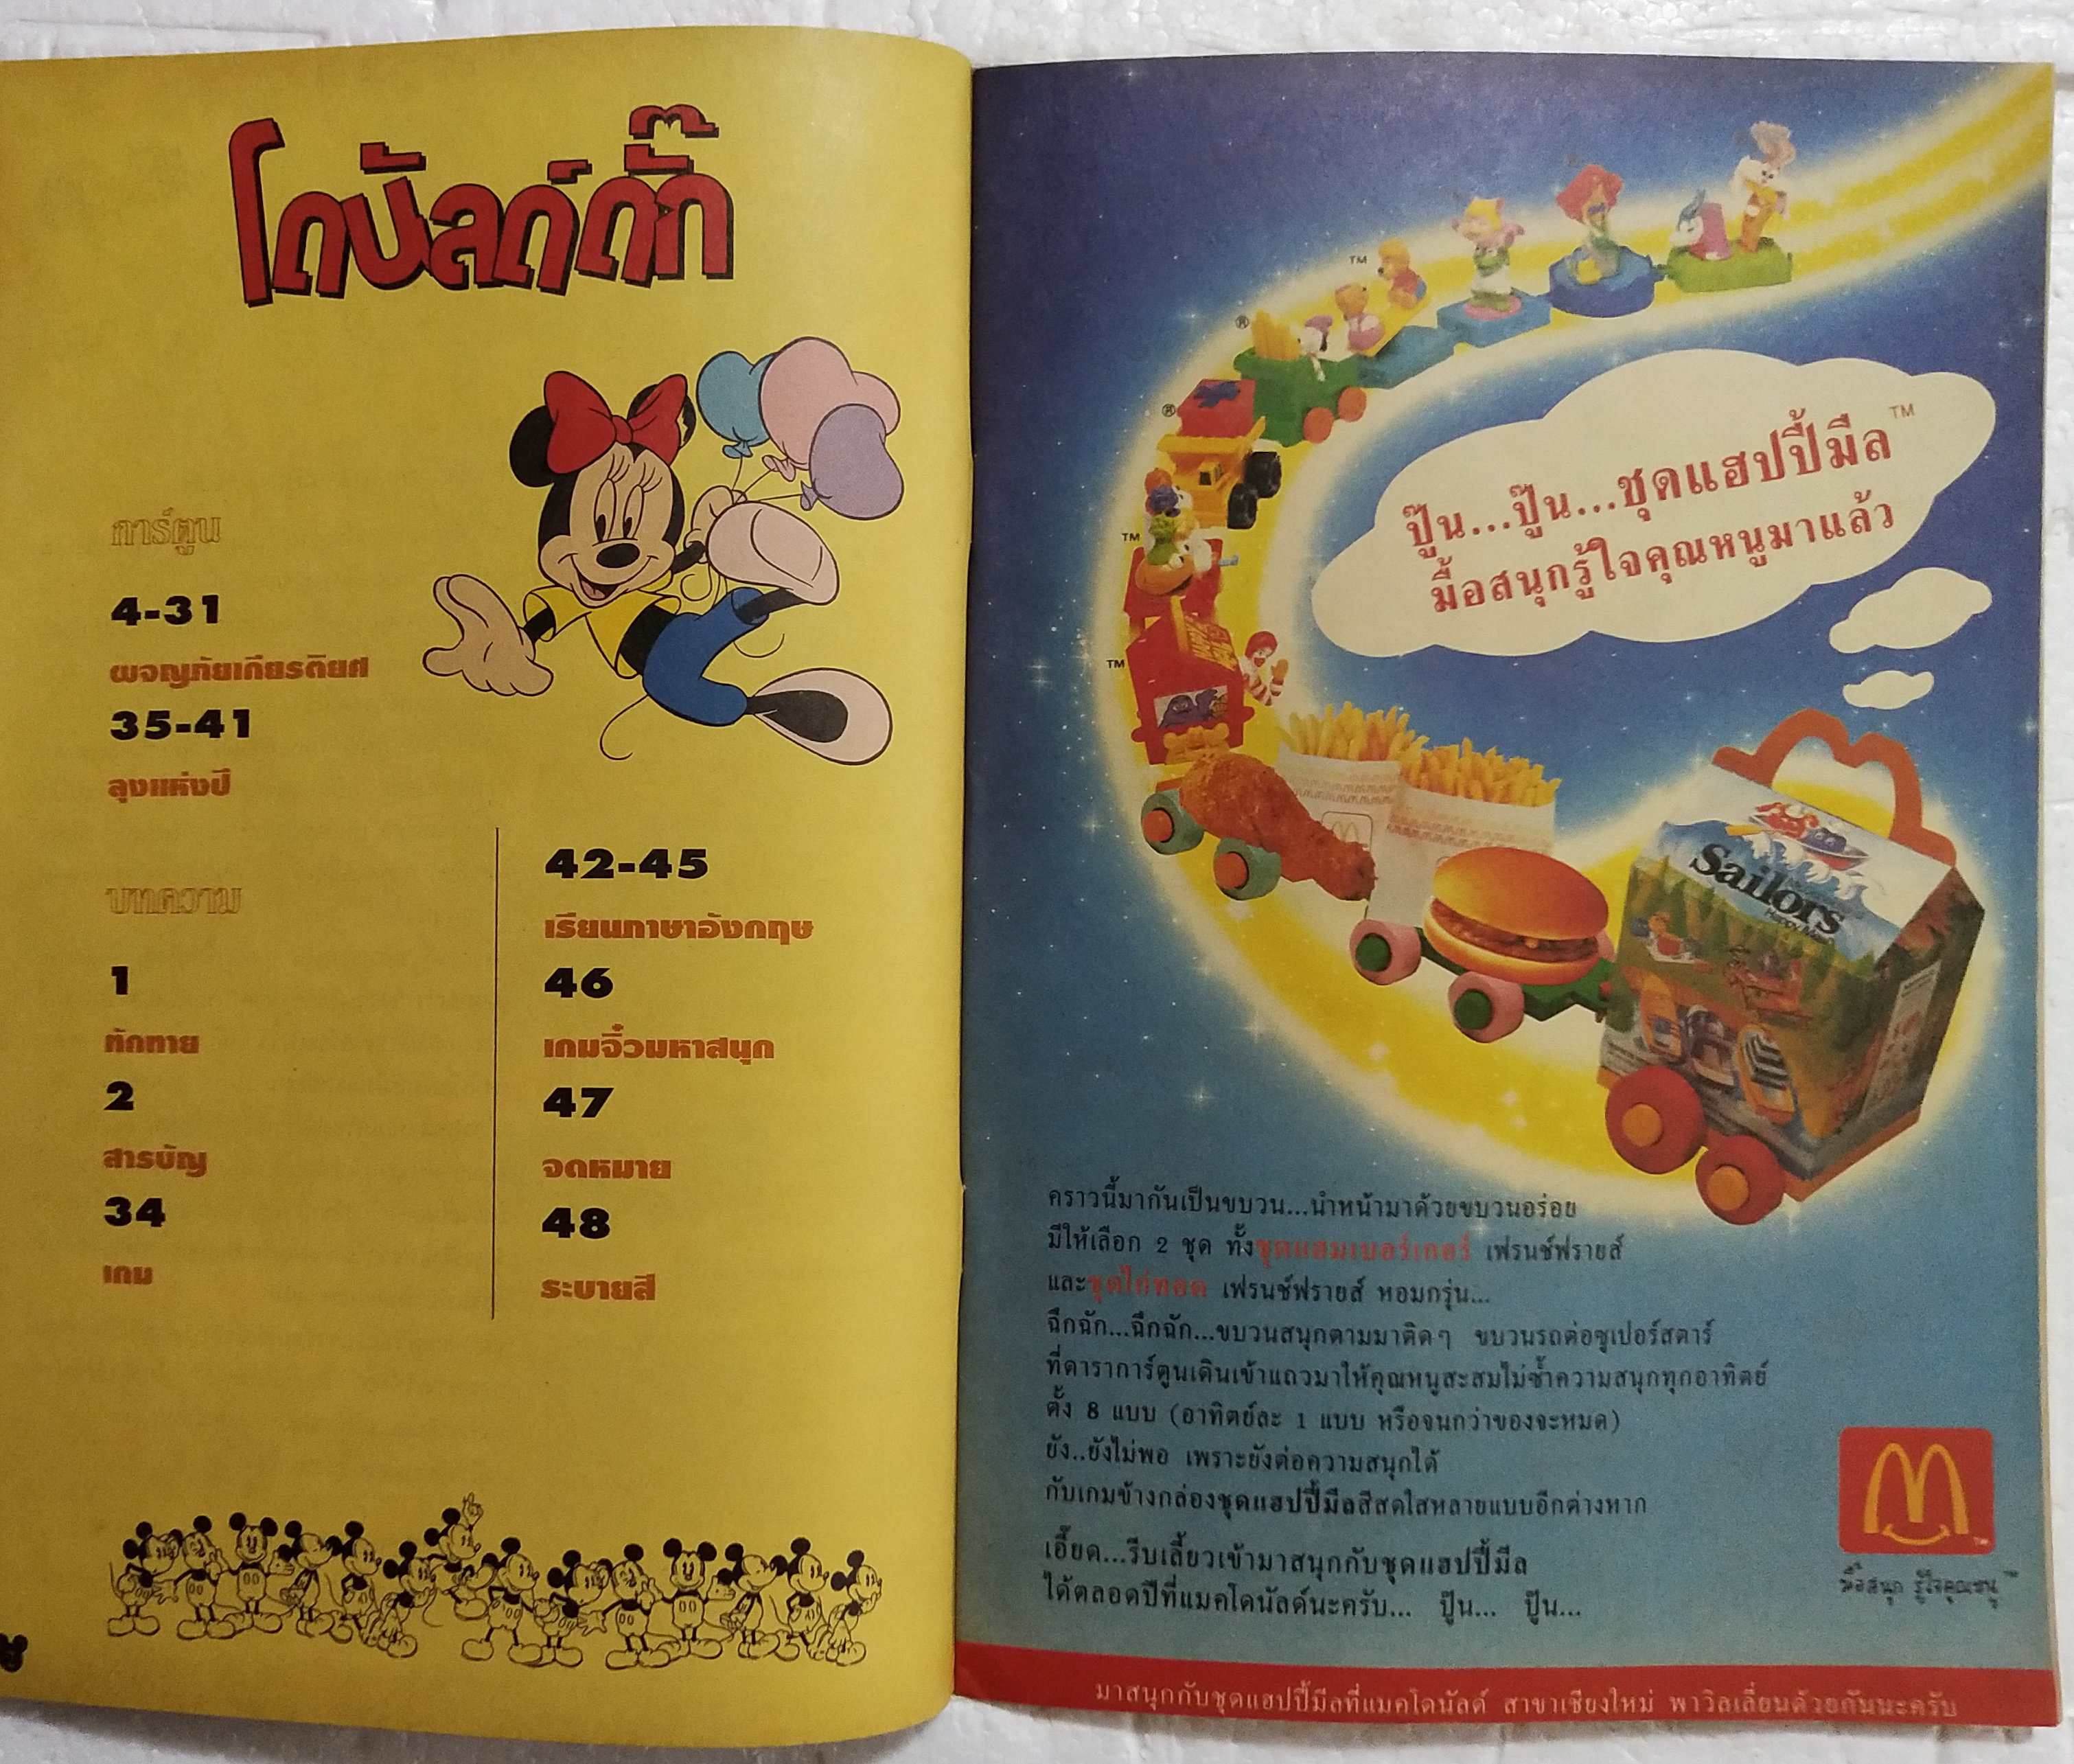 โดนัลด์ดั๊ก
การ์ตูน
4-31
ผจญภัยเกียรติยศ
35-41
ลุงแห่งปี
บทความ
1
ทักทาย
2
สารบัญ
34
เกม
42-45
เรียนภาษาอังกฤษ
46
เกมจิ๋วมหาสนุก
47
จดหมาย
48
ระบายสี
TM
®
®
TM
TM
ปู๊น...ปู๊น...ชุดแฮปปี้มีล™
มื้อสนุกรู้ใจคุณหนูมาแล้ว
Sailors
Happy Meal
คราวนี้มากันเป็นขบวน...นำหน้ามาด้วยขบวนอร่อย
มีให้เลือก 2 ชุด ทั้งชุดแฮมเบอร์เกอร์ เฟรนช์ฟรายส์
และชุดไก่ทอด เฟรนช์ฟรายส์ หอมกรุ่น...
ฉึกฉัก...ฉึกฉัก...ขบวนสนุกตามมาติดๆ ขบวนรถต่อซูเปอร์สตาร์
ที่ดาราการ์ตูนเดินเข้าแถวมาให้คุณหนูสะสมไม่ซ้ำความสนุกทุกอาทิตย์
ตั้ง 8 แบบ (อาทิตย์ละ 1 แบบ หรือจนกว่าของจะหมด)
ยัง..ยังไม่พอ เพราะยังต่อความสนุกได้
กับเกมข้างกล่องชุดแฮปปี้มีลสีสดใสหลายแบบอีกต่างหาก
เอี๊ยด...รีบเลี้ยวเข้ามาสนุกกับชุดแฮปปี้มีล
ได้ตลอดปีที่แมคโดนัลด์นะครับ... ปู๊น... ปู๊น...
มื้อสนุก รู้ใจคุณหนู™
มาสนุกกับชุดแฮปปี้มีลที่แมคโดนัลด์ สาขาเชียงใหม่ พาวิลเลี่ยนด้วยกันนะครับ